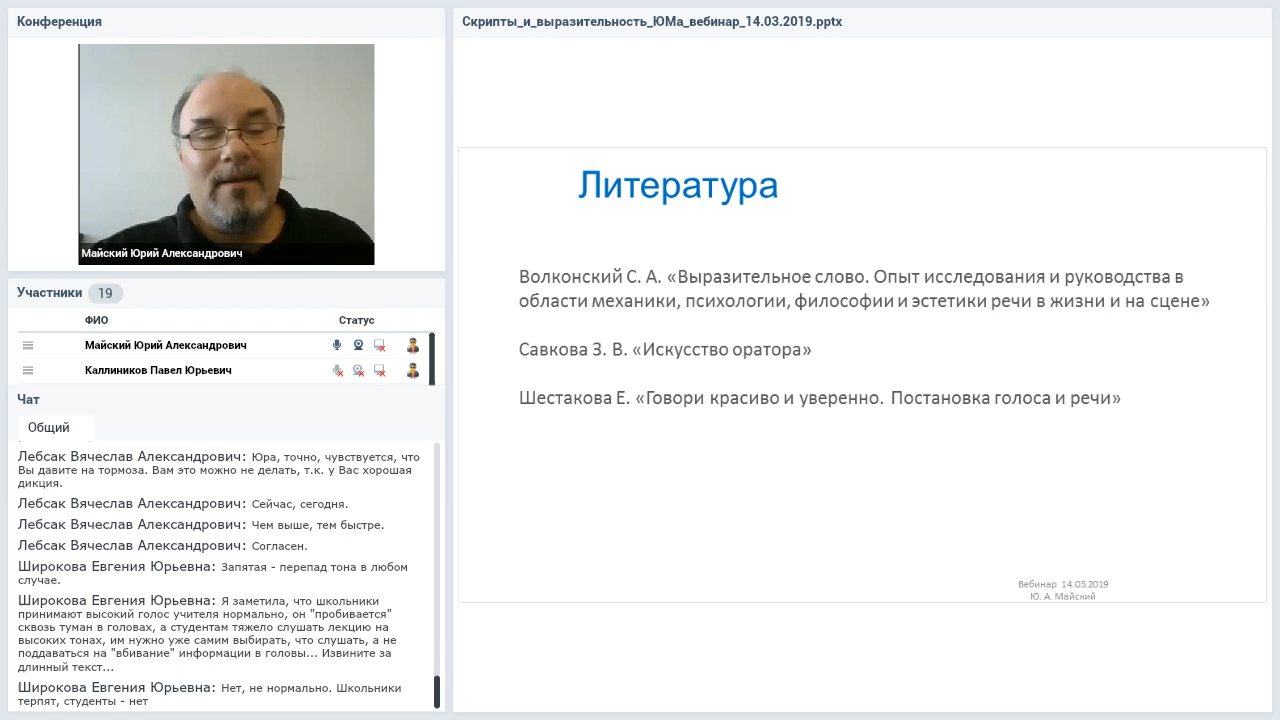 Конференция
Майский Юрий Александрович
Участники 19
ФИО Статус
Майский Юрий Александрович
Каллиников Павел Юрьевич
Чат
Общий
Лебсак Вячеслав Александрович: Юра, точно, чувствуется, что
Вы давите на тормоза. Вам это можно не делать, т.к. у Вас хорошая
дикция.
Лебсак Вячеслав Александрович: Сейчас, сегодня.
Лебсак Вячеслав Александрович: Чем выше, тем быстре.
Лебсак Вячеслав Александрович: Согласен.
Широкова Евгения Юрьевна: Запятая - перепад тона в любом
случае.
Широкова Евгения Юрьевна: Я заметила, что школьники
принимают высокий голос учителя нормально, он "пробивается"
сквозь туман в головах, а студентам тяжело слушать лекцию на
высоких тонах, им нужно уже самим выбирать, что слушать, а не
поддаваться на "вбивание" информации в головы... Извините за
длинный текст...
Широкова Евгения Юрьевна: Нет, не нормально. Школьники
терпят, студенты - нет
Скрипты_и_выразительность_ЮМа_вебинар_14.03.2019.pptx
Литература
Волконский С. А. «Выразительное слово. Опыт исследования и руководства в
области механики, психологии, философии и эстетики речи в жизни и на сцене»
Савкова З. В. «Искусство оратора»
Шестакова Е. «Говори красиво и уверенно. Постановка голоса и речи»
Вебинар 14.03.2019
Ю. А. Майский